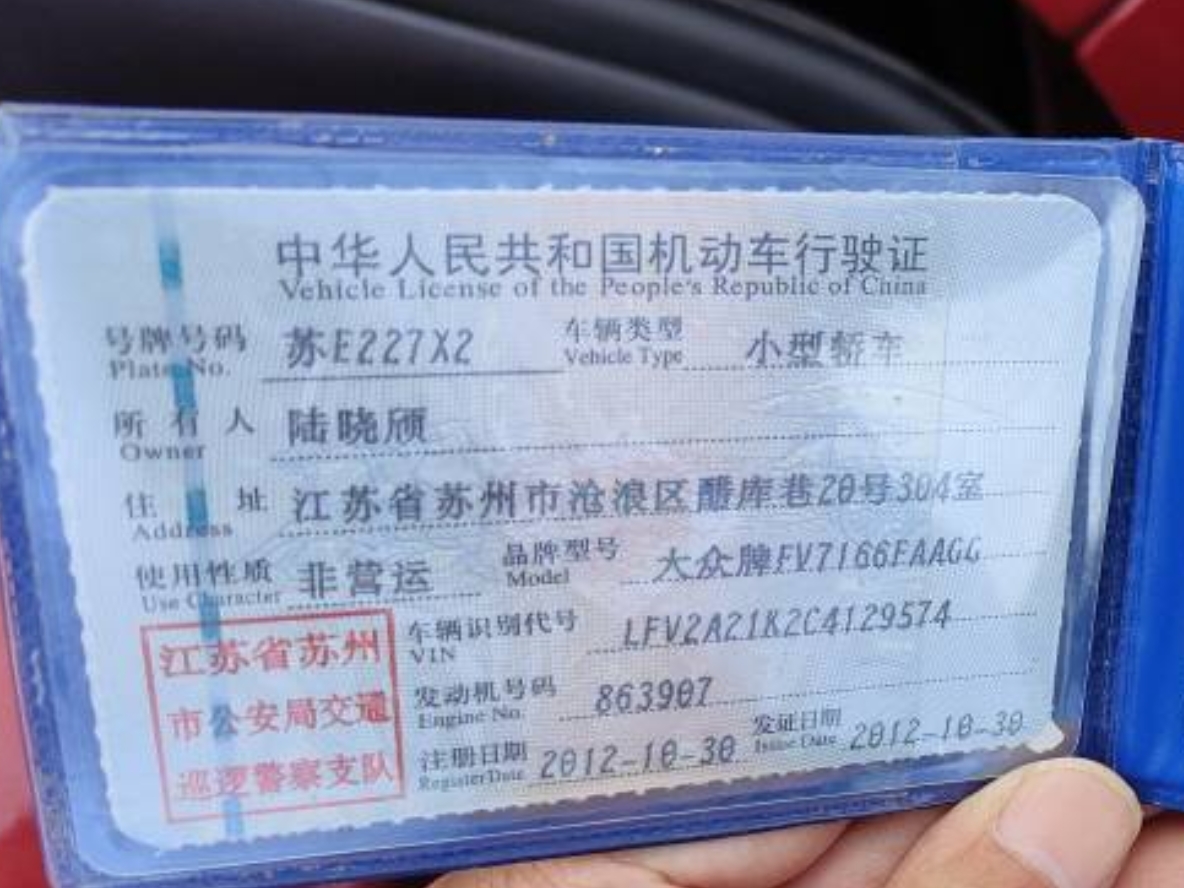 中华人民共和国机动车行驶证
Vehicle License of the People's Republic of China
号牌号码 苏E227X2 车辆类型 小型轿车
Plate No. Vehicle Type
所有人 陆晓颀
Owner
住址 江苏省苏州市沧浪区醋库巷20号304室
Address
使用性质 非营运 品牌型号 大众牌FV7166FAAGG
Use Character Model
江苏省苏州
市公安局交通
巡逻警察支队
车辆识别代号 LFV2A21K2C4129574
VIN
发动机号码 863907
Engine No.
注册日期 2012-10-30 发证日期 2012-10-30
Register Date Issue Date